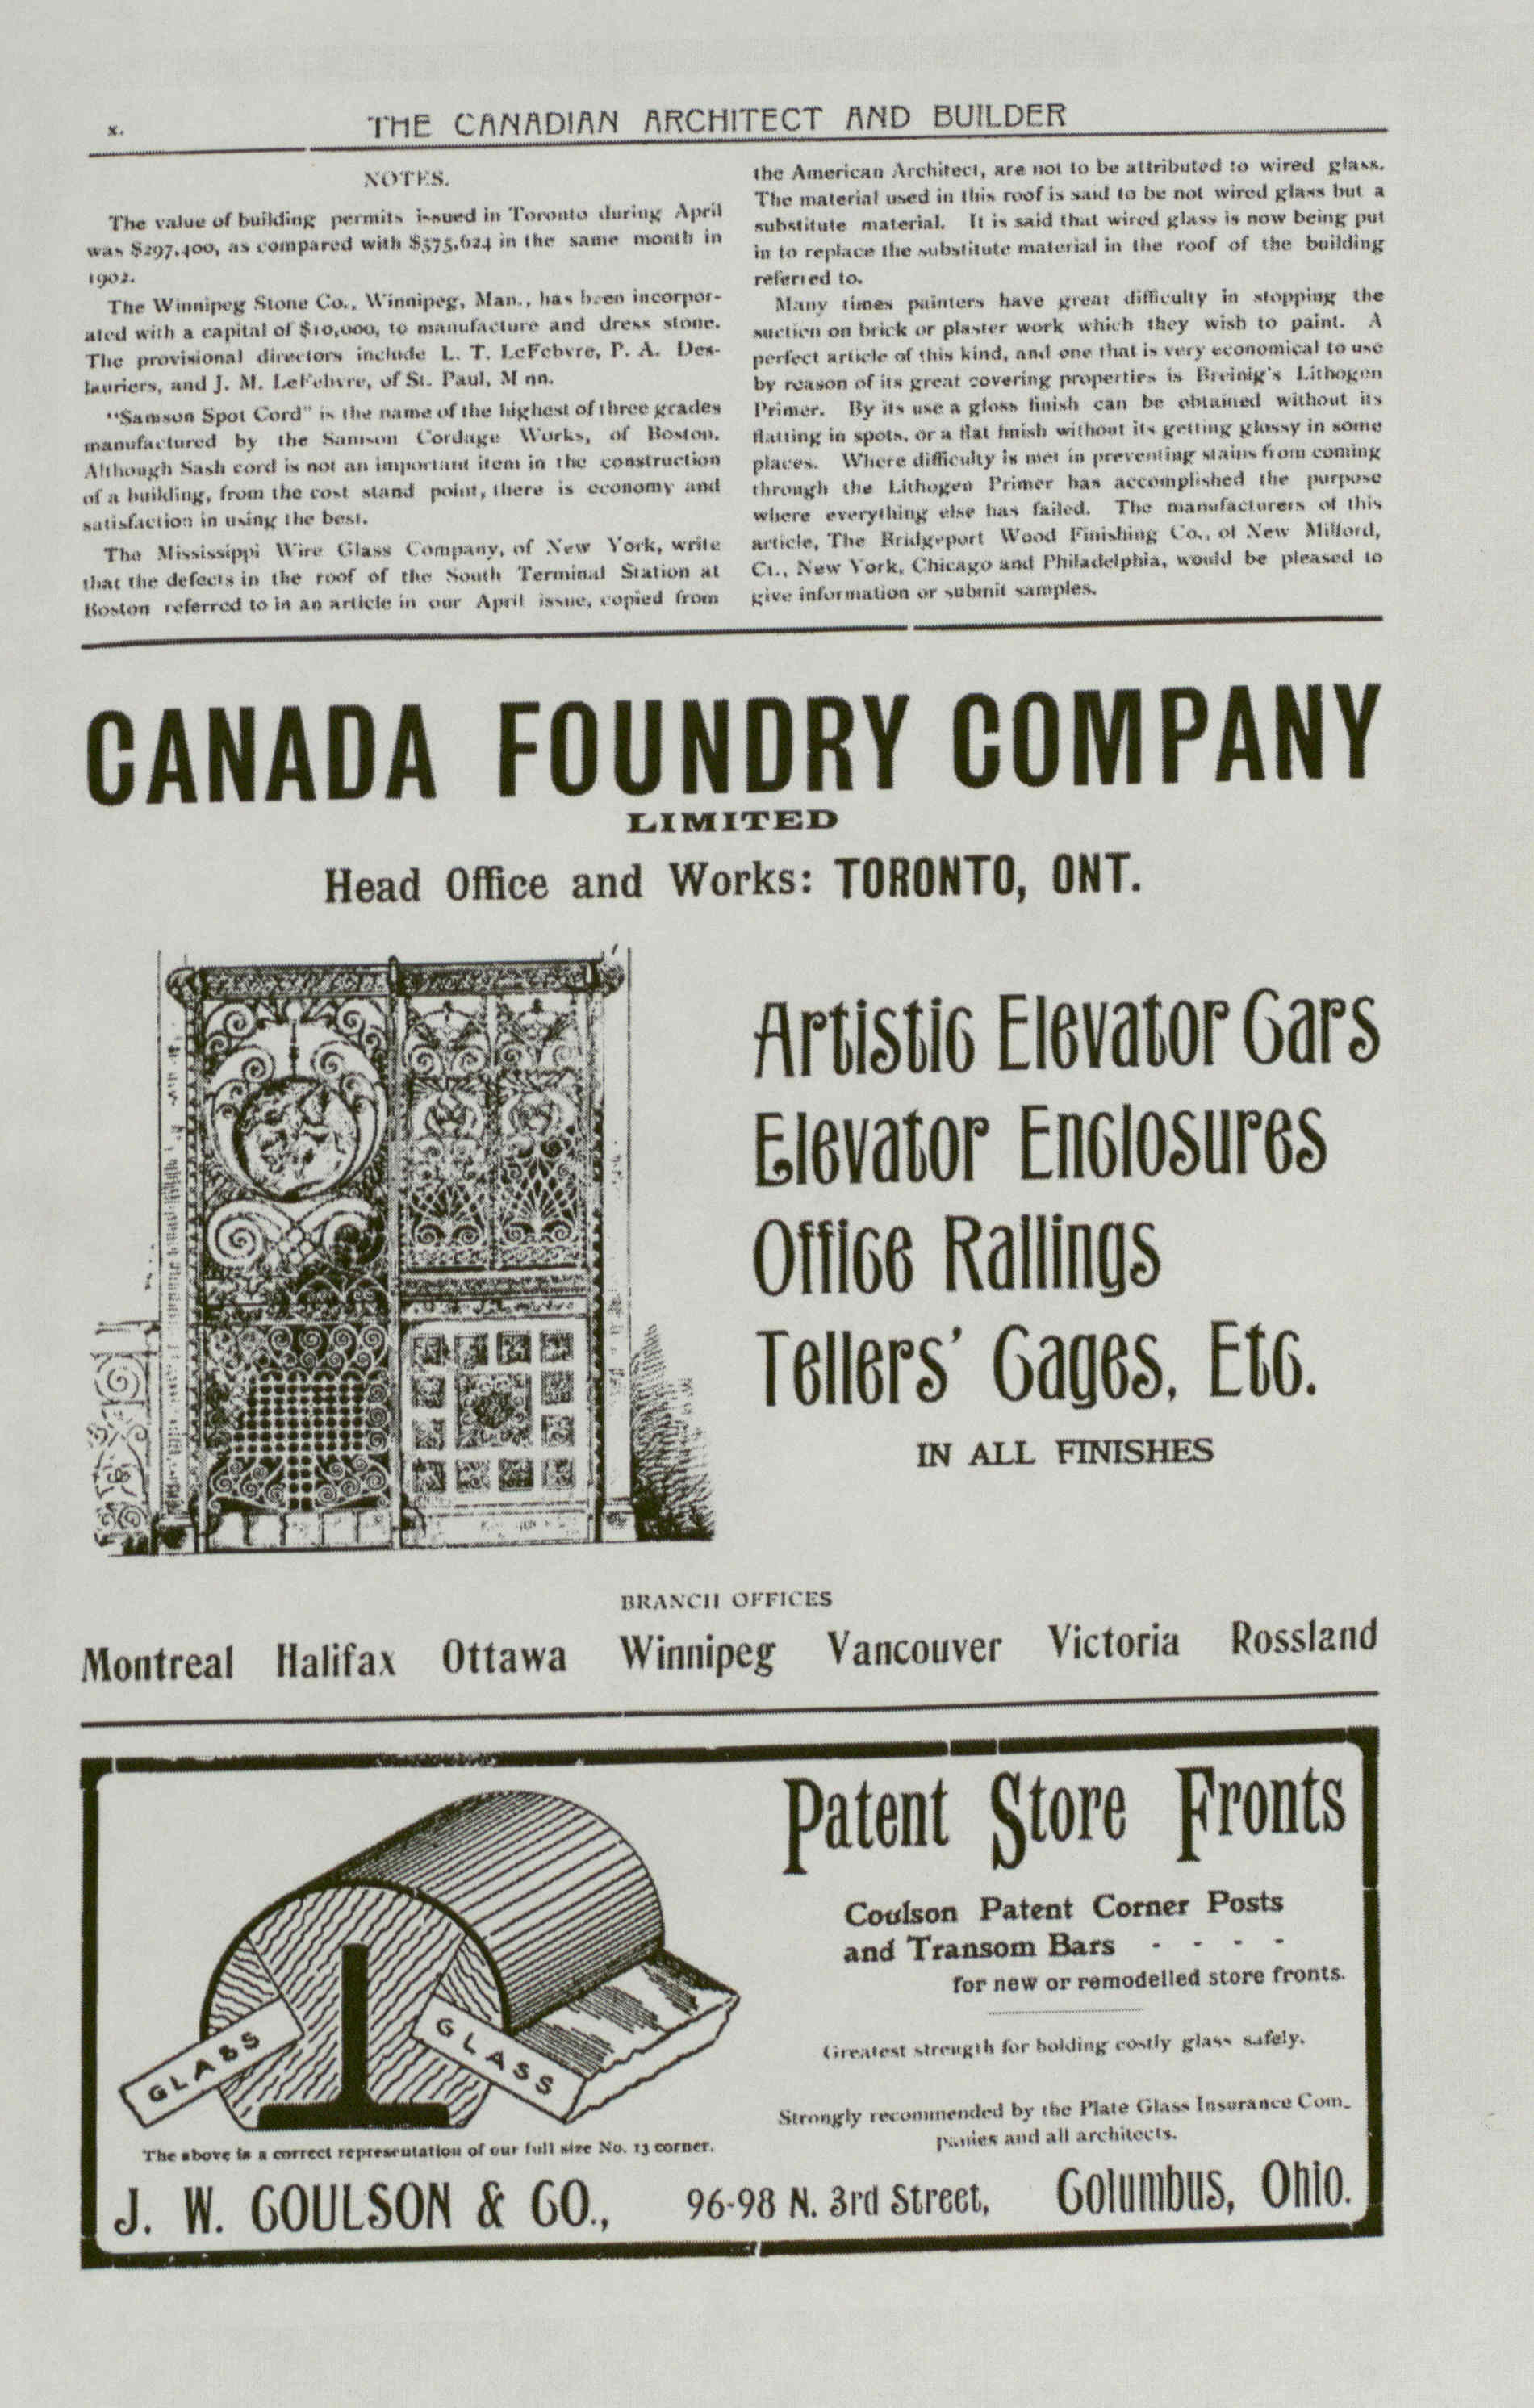 x.
THE CANADIAN ARCHITECT AND BUILDER
NOTES.
The value of building permits issued in Toronto during April
was $297,400, as compared with $575,624 in the same month in
1902.
The Winnipeg Stone Co., Winnipeg, Man., has been incorpor-
ated with a capital of $10,000, to manufacture and dress stone.
The provisional directors include L. T. LeFebvre, P. A. Des-
lauriers, and J. M. LeFebvre, of St. Paul, M nn.
"Samson Spot Cord" is the name of the highest of three grades
manufactured by the Samson Cordage Works, of Boston.
Although Sash cord is not an important item in the construction
of a building, from the cost stand point, there is economy and
satisfaction in using the best.
The Mississippi Wire Glass Company, of New York, write
that the defects in the roof of the South Terminal Station at
Boston referred to in an article in our April issue, copied from
the American Architect, are not to be attributed to wired glass.
The material used in this roof is said to be not wired glass but a
substitute material. It is said that wired glass is now being put
in to replace the substitute material in the roof of the building
referred to.
Many times painters have great difficulty in stopping the
suction on brick or plaster work which they wish to paint. A
perfect article of this kind, and one that is very economical to use
by reason of its great covering properties is Breinig's Lithogen
Primer. By its use a gloss finish can be obtained without its
flatting in spots, or a flat finish without its getting glossy in some
places. Where difficulty is met in preventing stains from coming
through the Lithogen Primer has accomplished the purpose
where everything else has failed. The manufacturers of this
article, The Bridgeport Wood Finishing Co., of New Milford,
Ct., New York, Chicago and Philadelphia, would be pleased to
give information or submit samples.
CANADA FOUNDRY COMPANY
LIMITED
Head Office and Works: TORONTO, ONT.
Artistic Elevator Cars
Elevator Enclosures
Office Railings
Tellers' Cages, Etc.
IN ALL FINISHES
BRANCH OFFICES
Montreal Halifax Ottawa Winnipeg Vancouver Victoria Rossland
Patent Store Fronts
Coulson Patent Corner Posts
and Transom Bars - - - -
for new or remodelled store fronts.
Greatest strength for holding costly glass safely.
Strongly recommended by the Plate Glass Insurance Com-
panies and all architects.
GLASS
GLASS
The above is a correct representation of our full size No. 13 corner.
J. W. COULSON & CO., 96-98 N. 3rd Street, Columbus, Ohio.